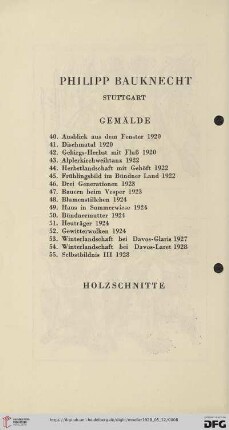 PHILIPP BAUKNECHT
STUTTGART
GEMÄLDE
40. Ausblick aus dem Fenster 1920
41. Dischmatal 1920
42. Gebirgs-Herbst mit Fluß 1920
43. Alplerkirchweihtanz 1922
44. Herbstlandschaft mit Gehöft 1922
45. Frühlingsbild im Bündner Land 1922
46. Drei Generationen 1923
47. Bauern beim Vesper 1923
48. Blumenstilleben 1924
49. Haus in Sommerwiese 1924
50. Bündnermutter 1924
51. Heuträger 1924
52. Gewitterwolken 1924
53. Winterlandschaft bei Davos-Glaris 1927
54. Winterlandschaft bei Davos-Laret 1928
55. Selbstbildnis III 1928
HOLZSCHNITTE
DFG